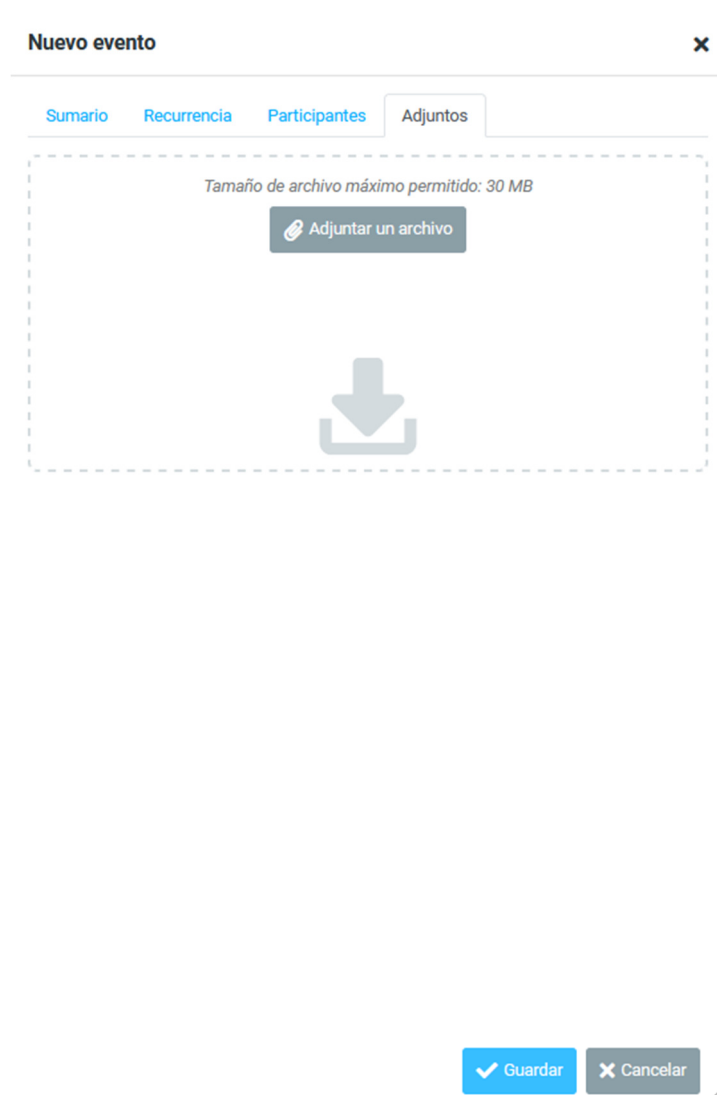 Nuevo evento
Sumario Recurrencia Participantes Adjuntos
Tamaño de archivo máximo permitido: 30 MB
Adjuntar un archivo
Guardar Cancelar